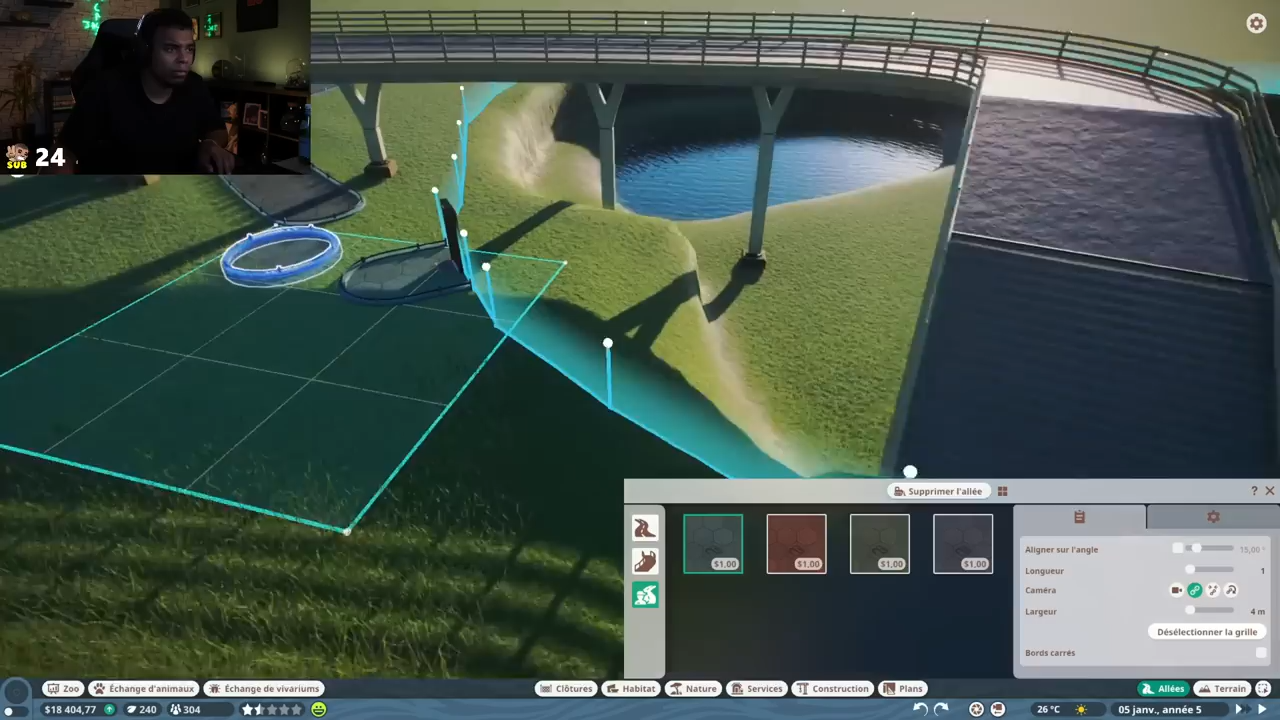 SUB 24
Supprimer l'allée
?
$1,00 $1,00 $1,00 $1,00
Aligner sur l'angle 15,00 °
Longueur 1
Caméra
Largeur 4 m
Désélectionner la grille
Bords carrés
Zoo Échange d'animaux Échange de vivariums Clôtures Habitat Nature Services Construction Plans Allées Terrain
$18 404,77 240 304 26 °C 05 janv., année 5